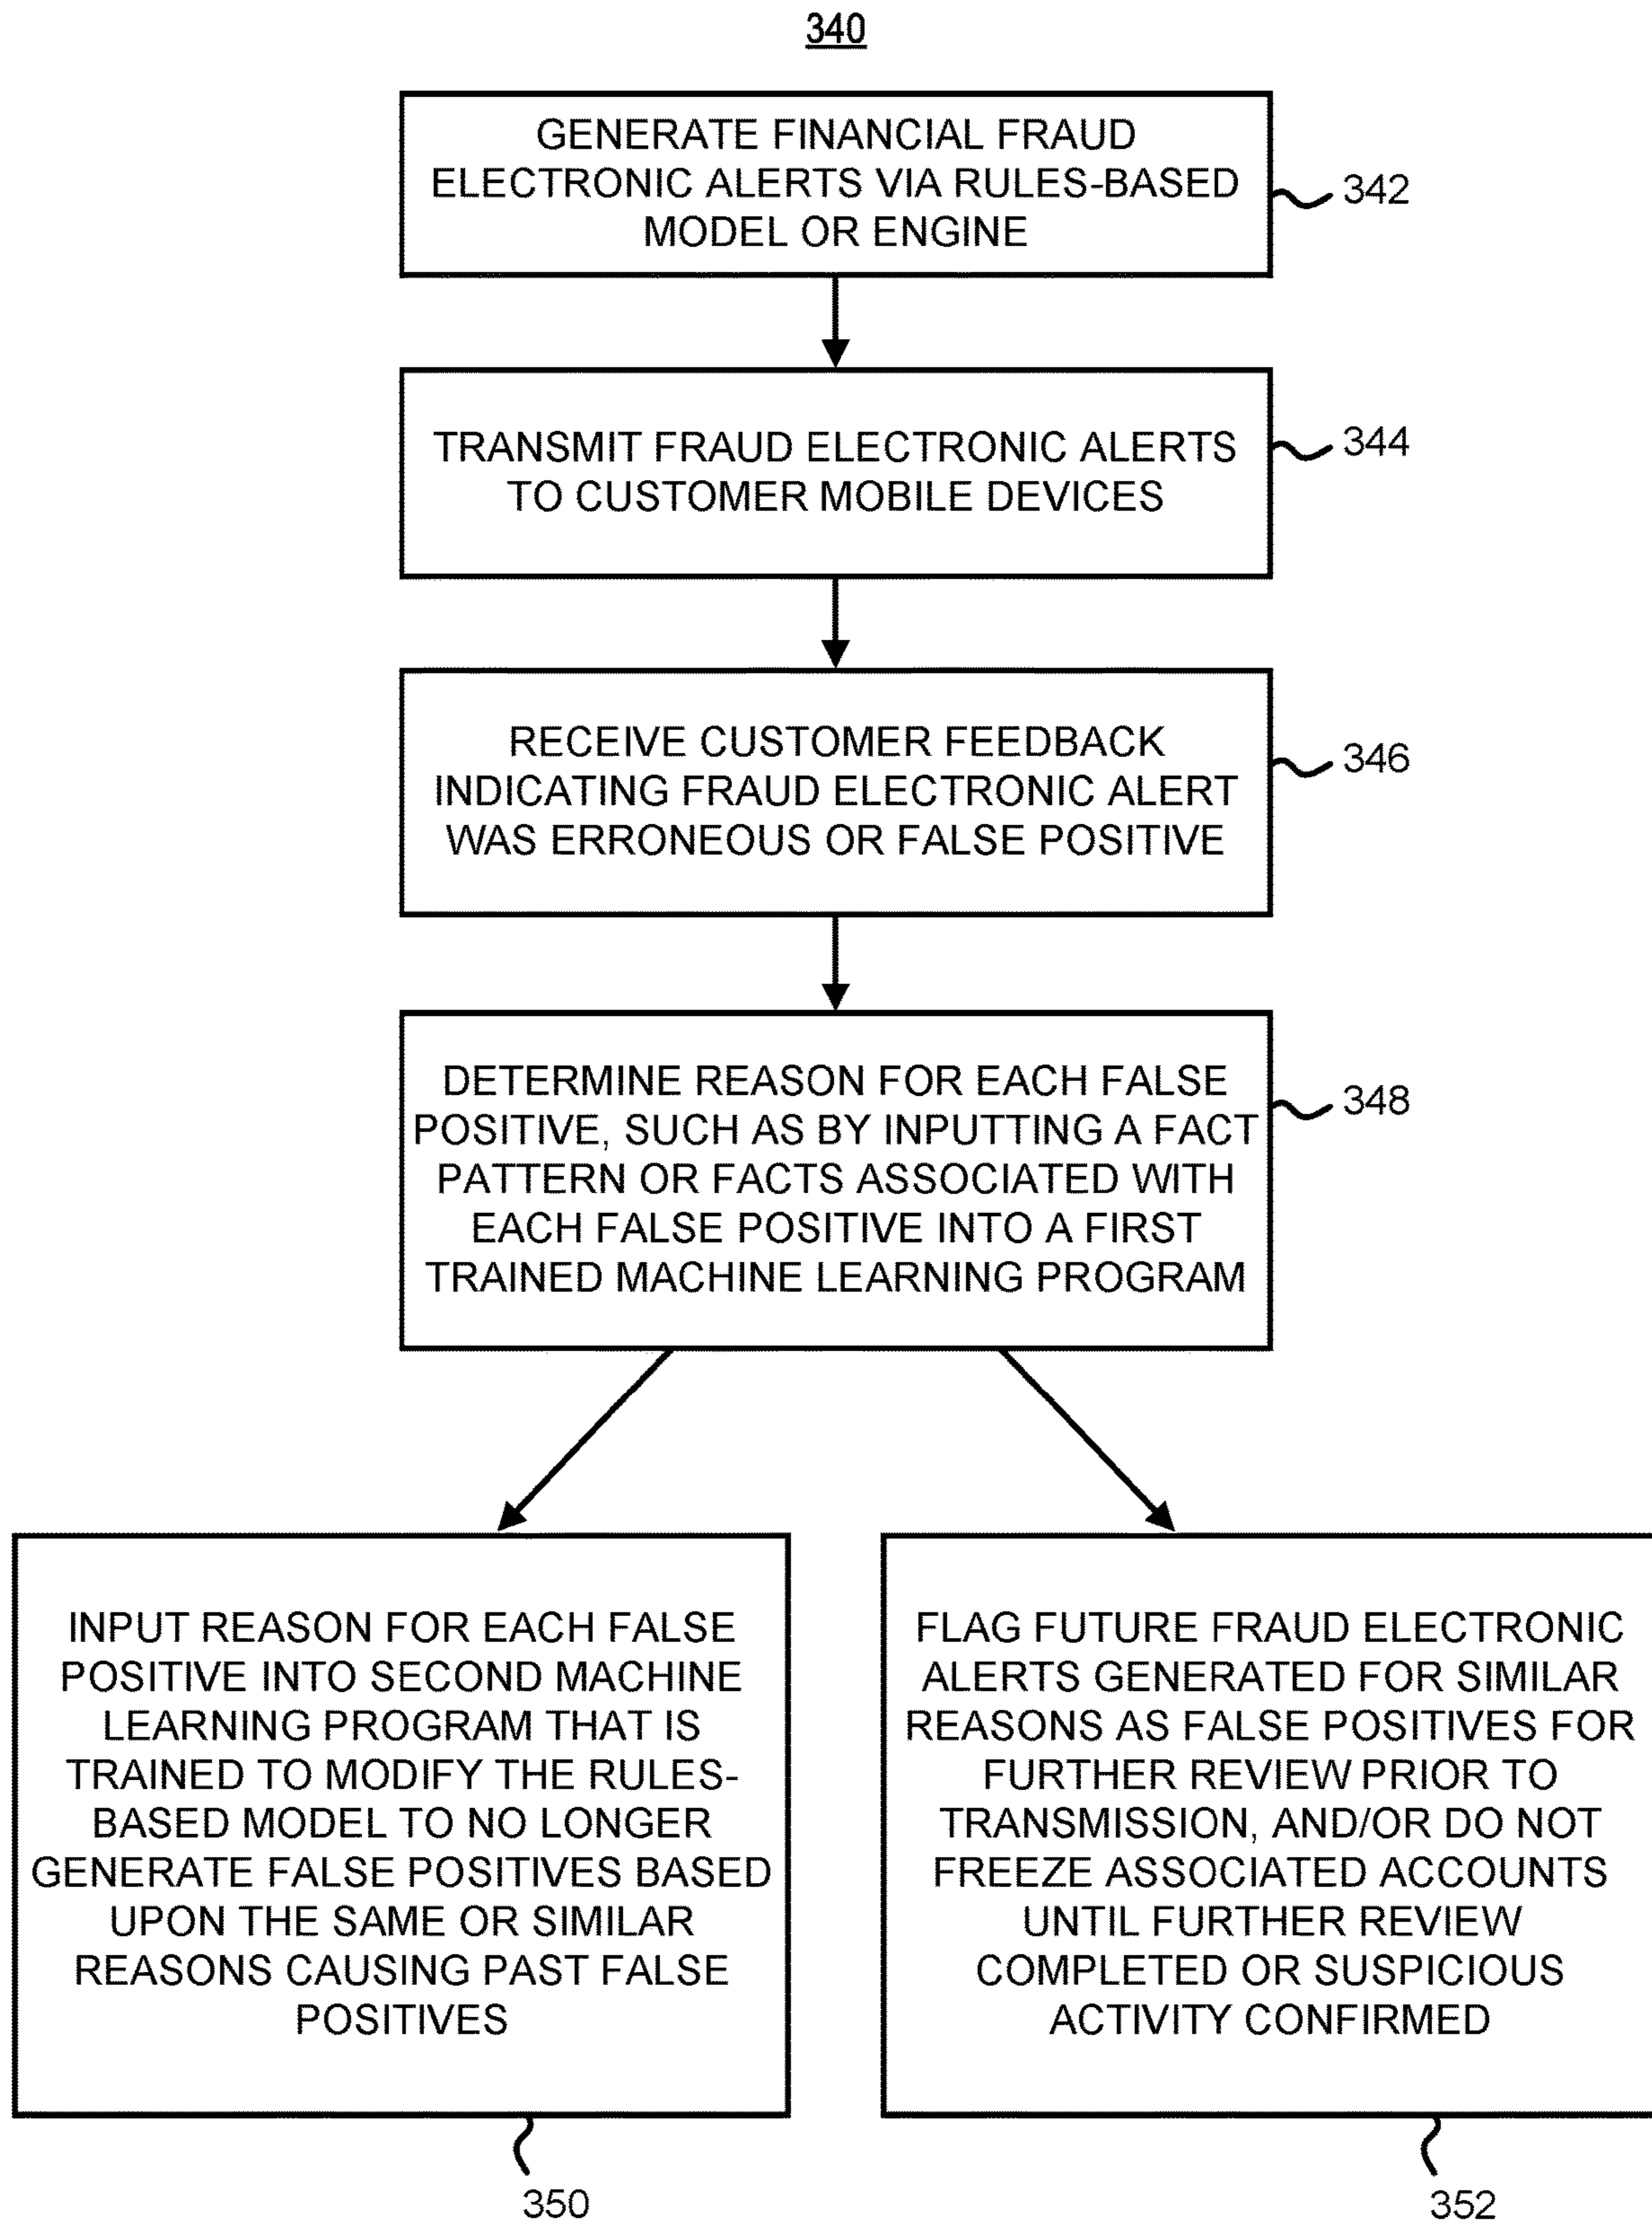 340
GENERATE FINANCIAL FRAUD
ELECTRONIC ALERTS VIA RULES-BASED
MODEL OR ENGINE
342
TRANSMIT FRAUD ELECTRONIC ALERTS
TO CUSTOMER MOBILE DEVICES
344
RECEIVE CUSTOMER FEEDBACK
INDICATING FRAUD ELECTRONIC ALERT
WAS ERRONEOUS OR FALSE POSITIVE
346
DETERMINE REASON FOR EACH FALSE
POSITIVE, SUCH AS BY INPUTTING A FACT
PATTERN OR FACTS ASSOCIATED WITH
EACH FALSE POSITIVE INTO A FIRST
TRAINED MACHINE LEARNING PROGRAM
348
INPUT REASON FOR EACH FALSE
POSITIVE INTO SECOND MACHINE
LEARNING PROGRAM THAT IS
TRAINED TO MODIFY THE RULES-
BASED MODEL TO NO LONGER
GENERATE FALSE POSITIVES BASED
UPON THE SAME OR SIMILAR
REASONS CAUSING PAST FALSE
POSITIVES
350
FLAG FUTURE FRAUD ELECTRONIC
ALERTS GENERATED FOR SIMILAR
REASONS AS FALSE POSITIVES FOR
FURTHER REVIEW PRIOR TO
TRANSMISSION, AND/OR DO NOT
FREEZE ASSOCIATED ACCOUNTS
UNTIL FURTHER REVIEW
COMPLETED OR SUSPICIOUS
ACTIVITY CONFIRMED
352